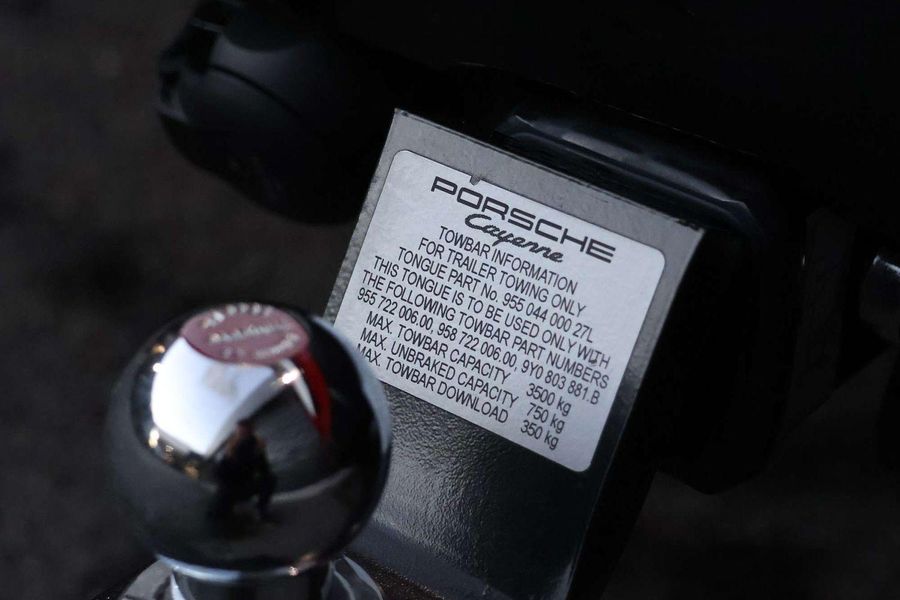 PORSCHE
Cayenne
TOWBAR INFORMATION
FOR TRAILER TOWING ONLY
TONGUE PART No. 955 044 000 27L
THIS TONGUE IS TO BE USED ONLY WITH
THE FOLLOWING TOWBAR PART NUMBERS
955 722 006.00, 958 722 006.00, 9Y0 803 881.B
MAX. TOWBAR CAPACITY 3500 kg
MAX. UNBRAKED CAPACITY 750 kg
MAX. TOWBAR DOWNLOAD 350 kg